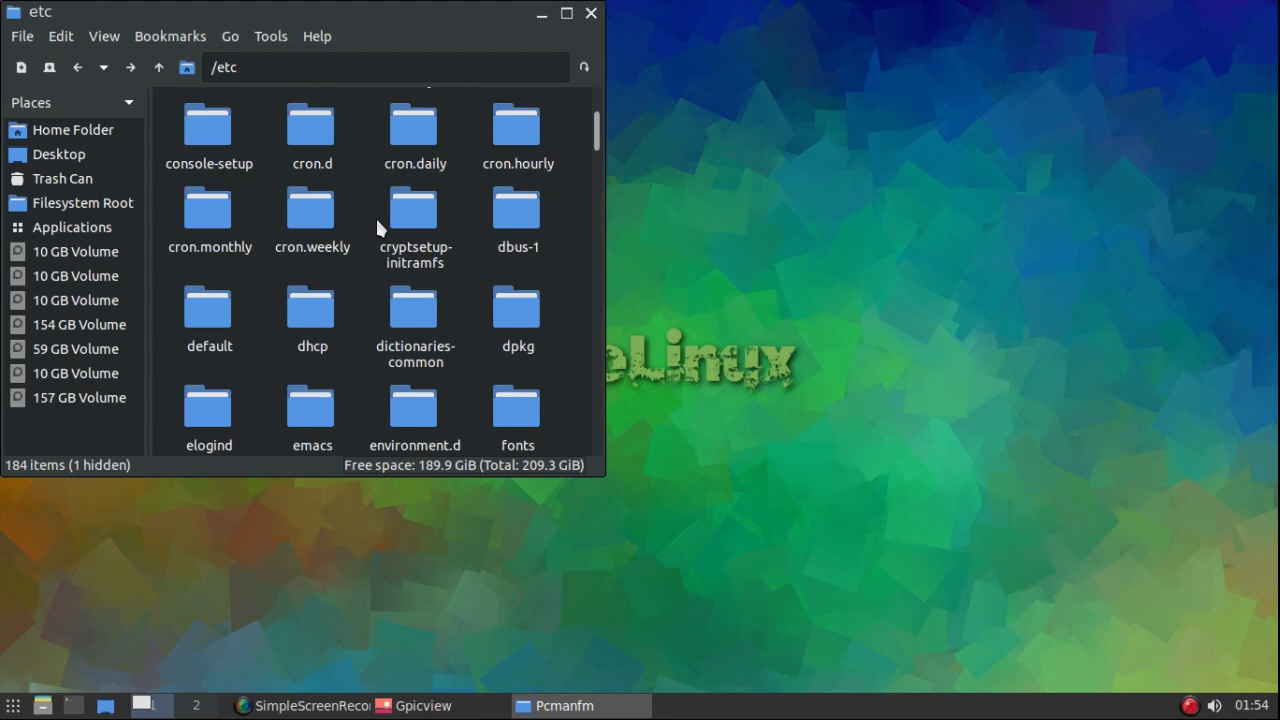 etc
File Edit View Bookmarks Go Tools Help
/etc
Places
Home Folder
Desktop
Trash Can
Filesystem Root
Applications
10 GB Volume
10 GB Volume
10 GB Volume
154 GB Volume
59 GB Volume
10 GB Volume
157 GB Volume
console-setup cron.d cron.daily cron.hourly
cron.monthly cron.weekly cryptsetup- dbus-1
initramfs
default dhcp dictionaries- dpkg
common
elogind emacs environment.d fonts
184 items (1 hidden) Free space: 189.9 GiB (Total: 209.3 GiB)
oLinux
1 2 SimpleScreenReco Gpicview Pcmanfm 01:54